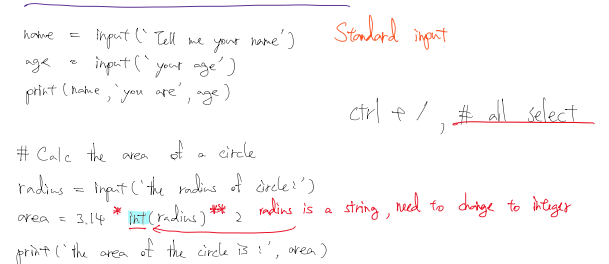 name = input('Tell me your name')
Standard input
age = input('your age')
print(name,'you are', age)
ctrl + / , # all select
# Calc the area of a circle
radius = input('the radius of circle:')
area = 3.14 * int(radius) ** 2 radius is a string, need to change to integer
print('the area of the circle is :', area)